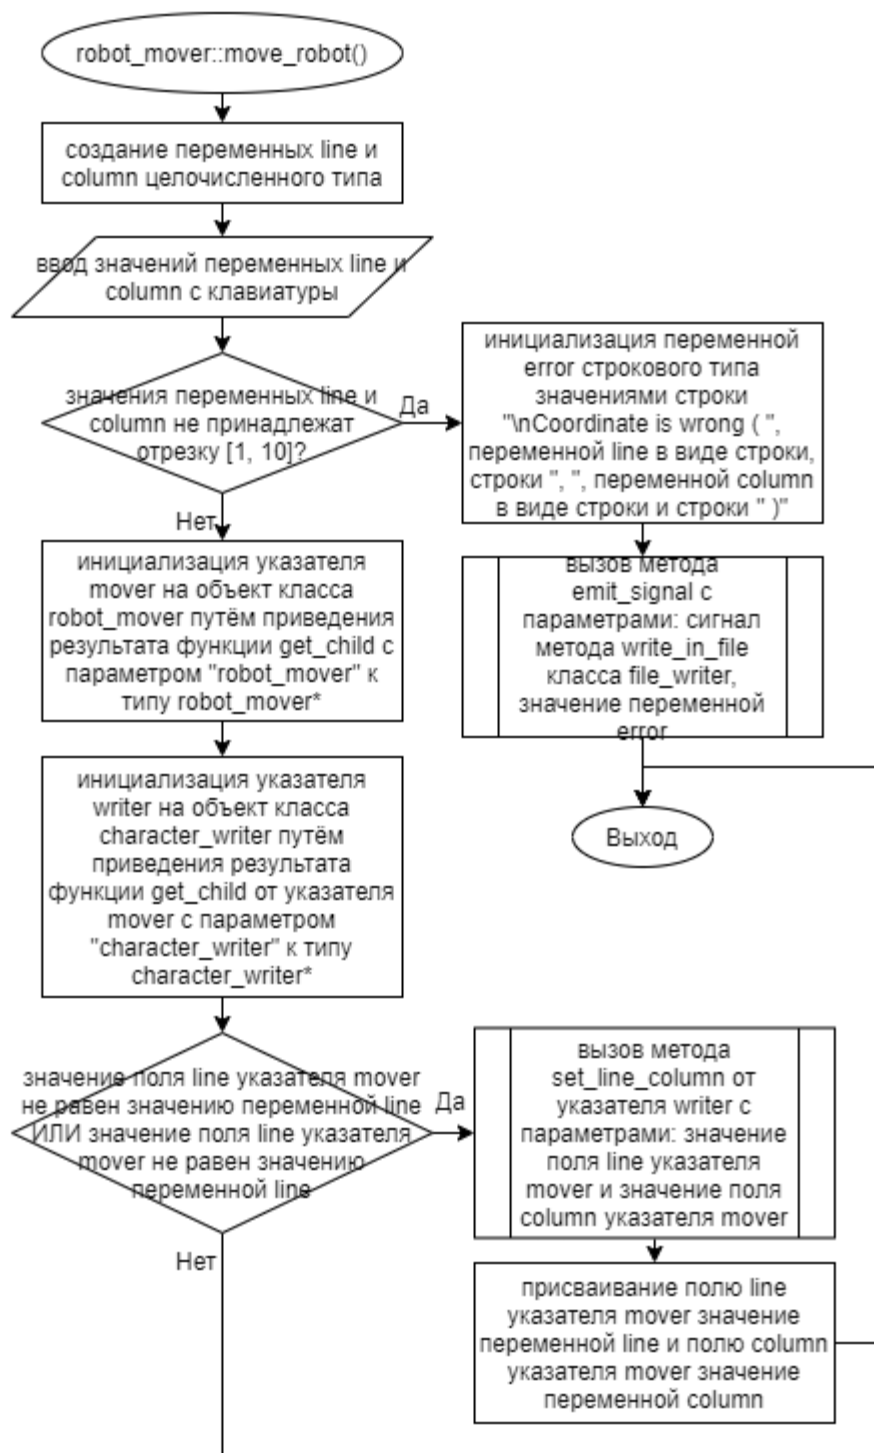 robot_mover::move_robot()
создание переменных line и
column целочисленного типа
ввод значений переменных line и
column с клавиатуры
значения переменных line и
column не принадлежат
отрезку [1, 10]?
Да
инициализация переменной
error строкового типа
значениями строки
"\nCoordinate is wrong ( ",
переменной line в виде строки,
строки ", ", переменной column
в виде строки и строки " )"
вызов метода
emit_signal с
параметрами: сигнал
метода write_in_file
класса file_writer,
значение переменной
error
Выход
Нет
инициализация указателя
mover на объект класса
robot_mover путём приведения
результата функции get_child с
параметром "robot_mover" к
типу robot_mover*
инициализация указателя
writer на объект класса
character_writer путём
приведения результата
функции get_child от указателя
mover с параметром
"character_writer" к типу
character_writer*
значение поля line указателя mover
не равен значению переменной line
ИЛИ значение поля line указателя
mover не равен значению
переменной line
Да
вызов метода
set_line_column от
указателя writer с
параметрами: значение
поля line указателя
mover и значение поля
column указателя mover
присваивание полю line
указателя mover значение
переменной line и полю column
указателя mover значение
переменной column
Нет